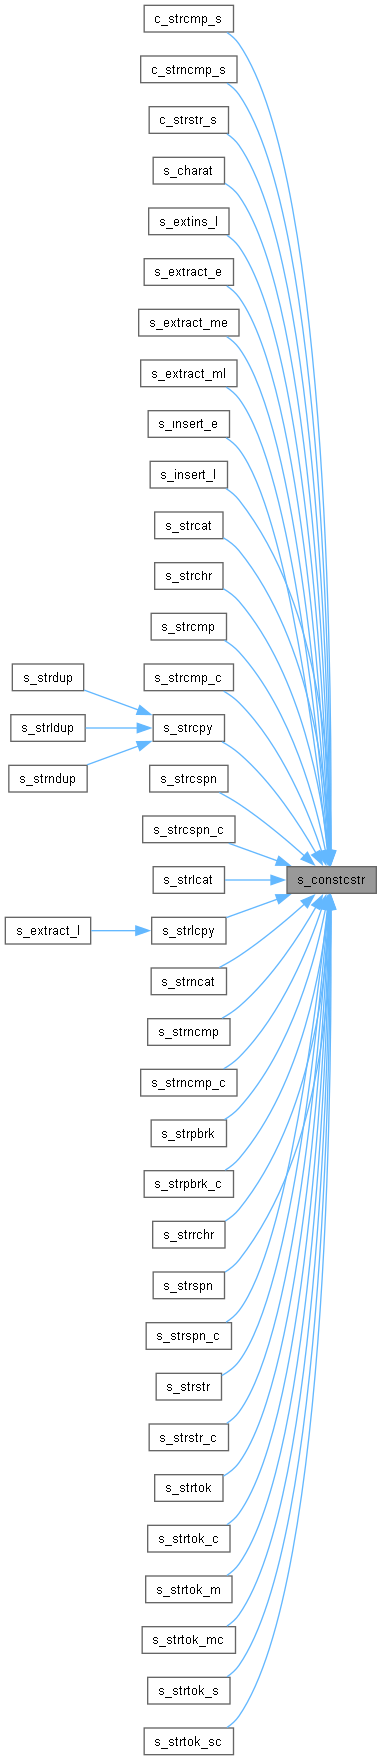 c_strcmp_s
c_strncmp_s
c_strstr_s
s_charat
s_extins_l
s_extract_e
s_extract_me
s_extract_ml
s_insert_e
s_insert_l
s_strcat
s_strchr
s_strcmp
s_strcmp_c
s_strdup
s_strldup
s_strcpy
s_strndup
s_strcspn
s_strcspn_c
s_strlcat
s_constcstr
s_extract_l
s_strlcpy
s_strncat
s_strncmp
s_strncmp_c
s_strpbrk
s_strpbrk_c
s_strrchr
s_strspn
s_strspn_c
s_strstr
s_strstr_c
s_strtok
s_strtok_c
s_strtok_m
s_strtok_mc
s_strtok_s
s_strtok_sc